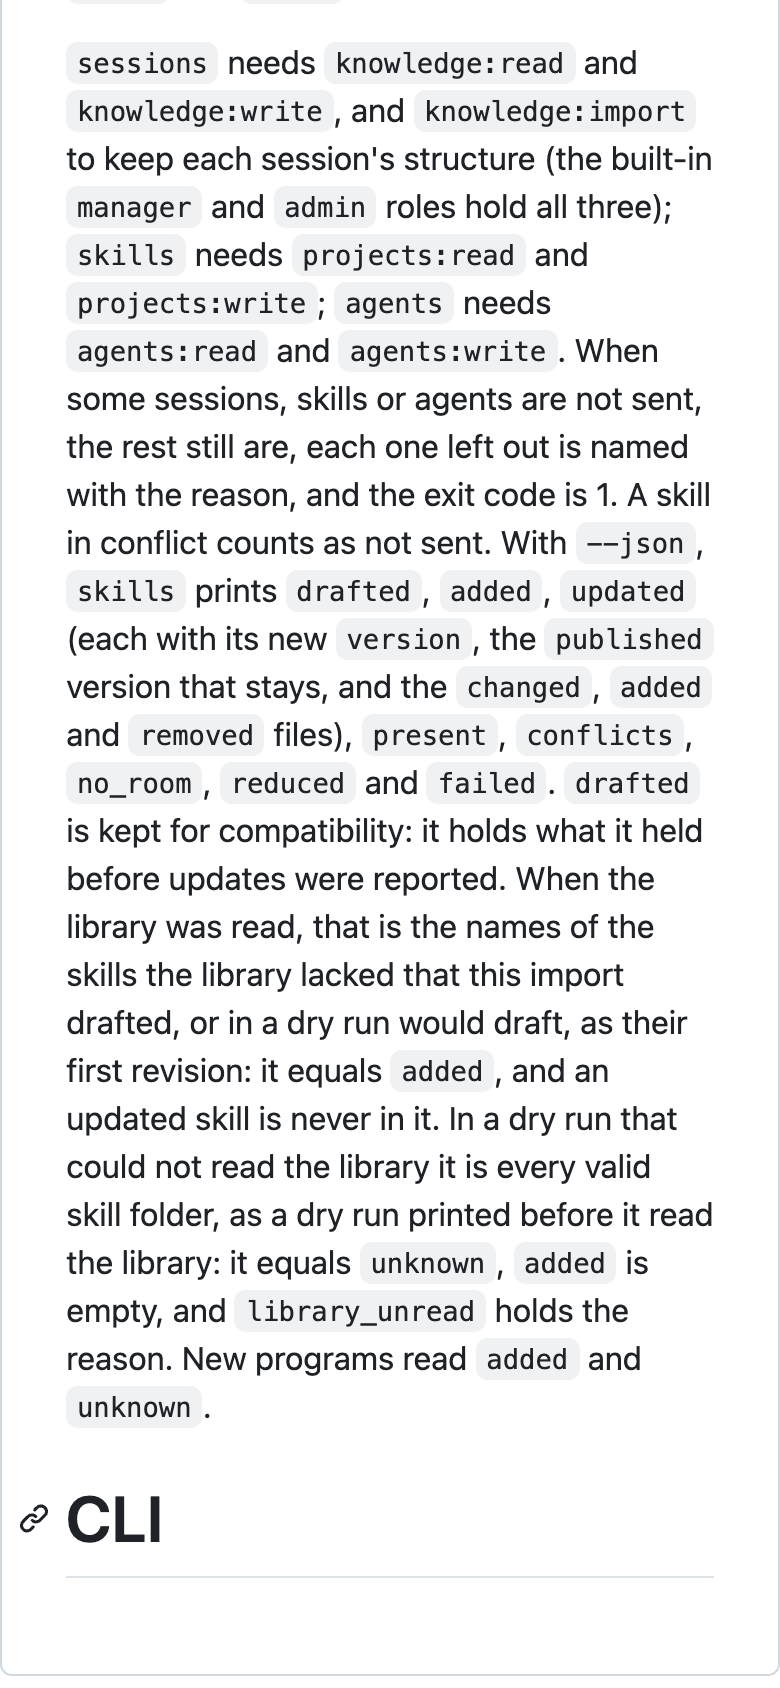 sessions needs knowledge:read and
knowledge:write, and knowledge:import
to keep each session's structure (the built-in
manager and admin roles hold all three);
skills needs projects:read and
projects:write; agents needs
agents:read and agents:write. When
some sessions, skills or agents are not sent,
the rest still are, each one left out is named
with the reason, and the exit code is 1. A skill
in conflict counts as not sent. With --json,
skills prints drafted, added, updated
(each with its new version, the published
version that stays, and the changed, added
and removed files), present, conflicts,
no_room, reduced and failed. drafted
is kept for compatibility: it holds what it held
before updates were reported. When the
library was read, that is the names of the
skills the library lacked that this import
drafted, or in a dry run would draft, as their
first revision: it equals added, and an
updated skill is never in it. In a dry run that
could not read the library it is every valid
skill folder, as a dry run printed before it read
the library: it equals unknown, added is
empty, and library_unread holds the
reason. New programs read added and
unknown.
CLI